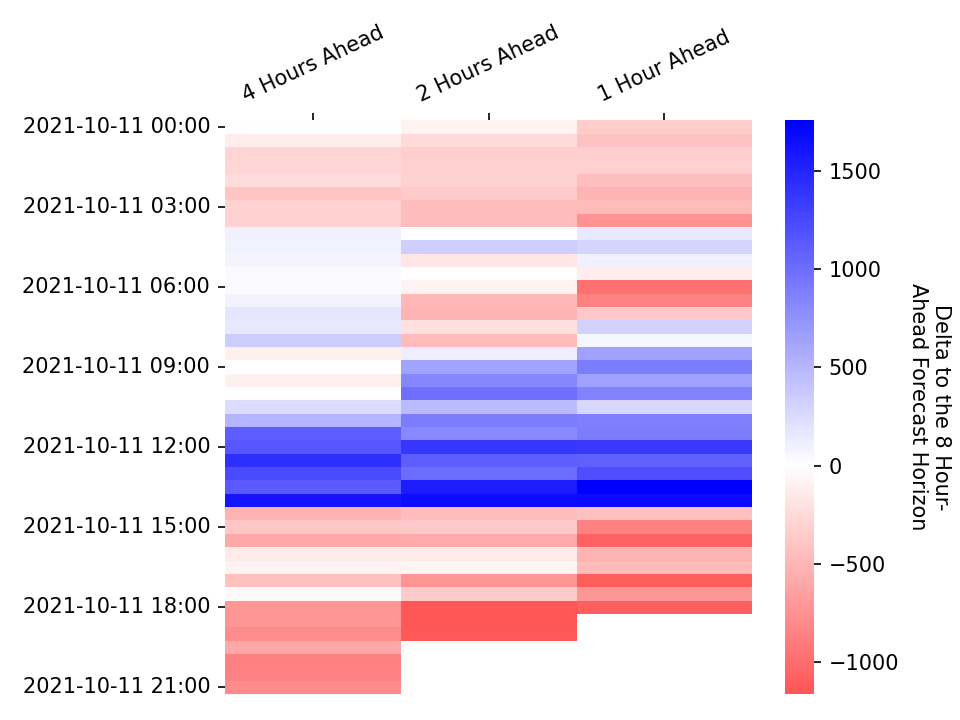 4 Hours Ahead
2 Hours Ahead
1 Hour Ahead
2021-10-11 00:00
2021-10-11 03:00
2021-10-11 06:00
2021-10-11 09:00
2021-10-11 12:00
2021-10-11 15:00
2021-10-11 18:00
2021-10-11 21:00
1500
1000
500
0
−500
−1000
Delta to the 8 Hour-
Ahead Forecast Horizon